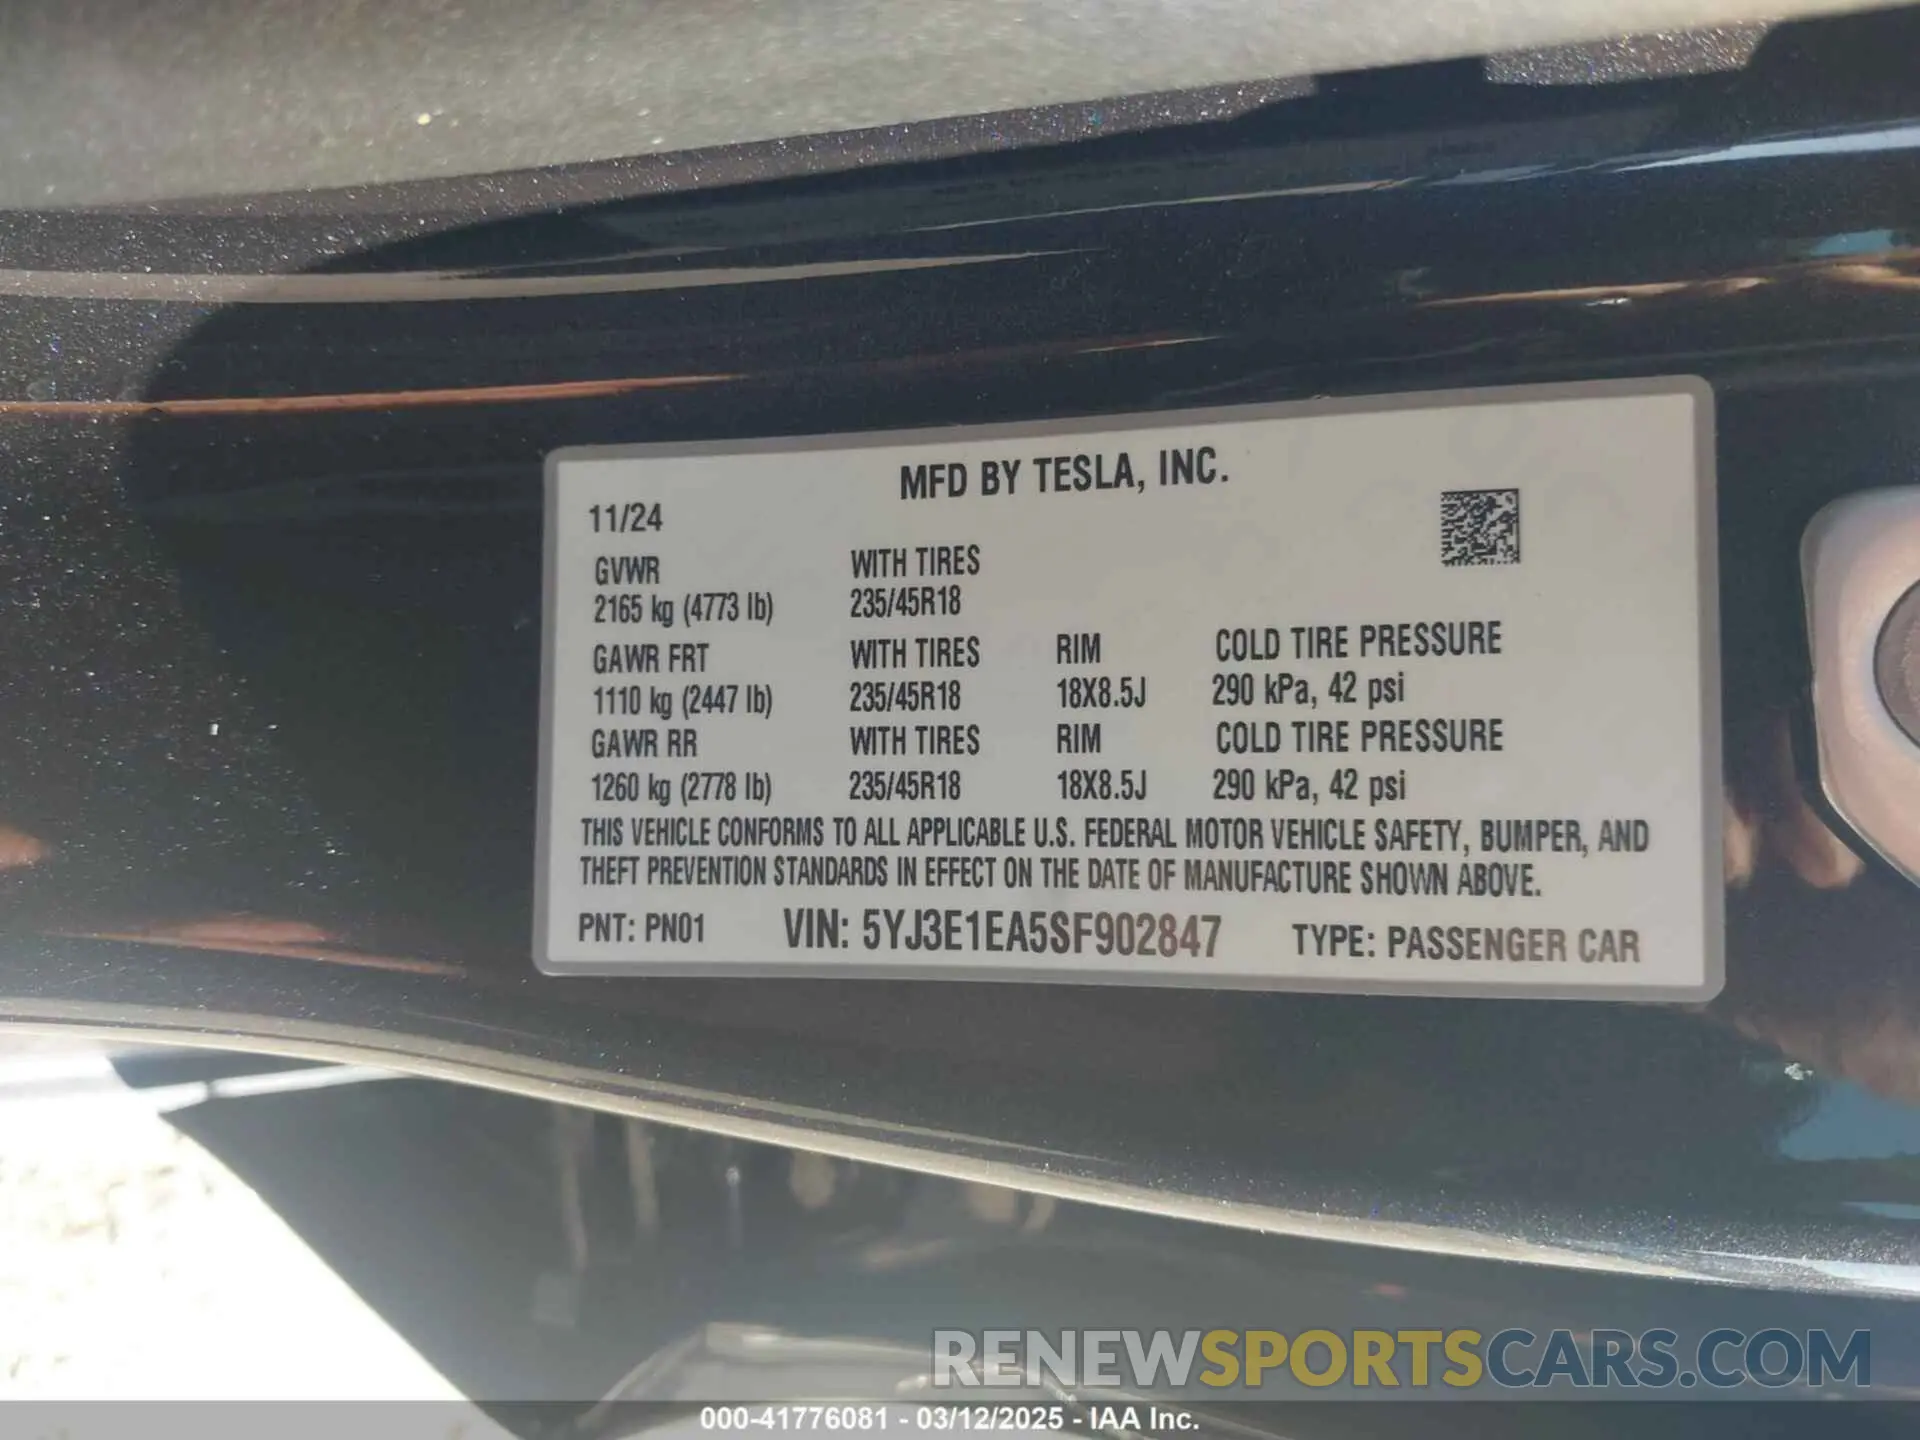 MFD BY TESLA, INC.
11/24
GVWR WITH TIRES
2165 kg (4773 lb) 235/45R18
GAWR FRT WITH TIRES RIM COLD TIRE PRESSURE
1110 kg (2447 lb) 235/45R18 18X8.5J 290 kPa, 42 psi
GAWR RR WITH TIRES RIM COLD TIRE PRESSURE
1260 kg (2778 lb) 235/45R18 18X8.5J 290 kPa, 42 psi
THIS VEHICLE CONFORMS TO ALL APPLICABLE U.S. FEDERAL MOTOR VEHICLE SAFETY, BUMPER, AND
THEFT PREVENTION STANDARDS IN EFFECT ON THE DATE OF MANUFACTURE SHOWN ABOVE.
PNT: PN01 VIN: 5YJ3E1EA5SF902847 TYPE: PASSENGER CAR
RENEWSPORTSCARS.COM
000-41776081 - 03/12/2025 - IAA Inc.